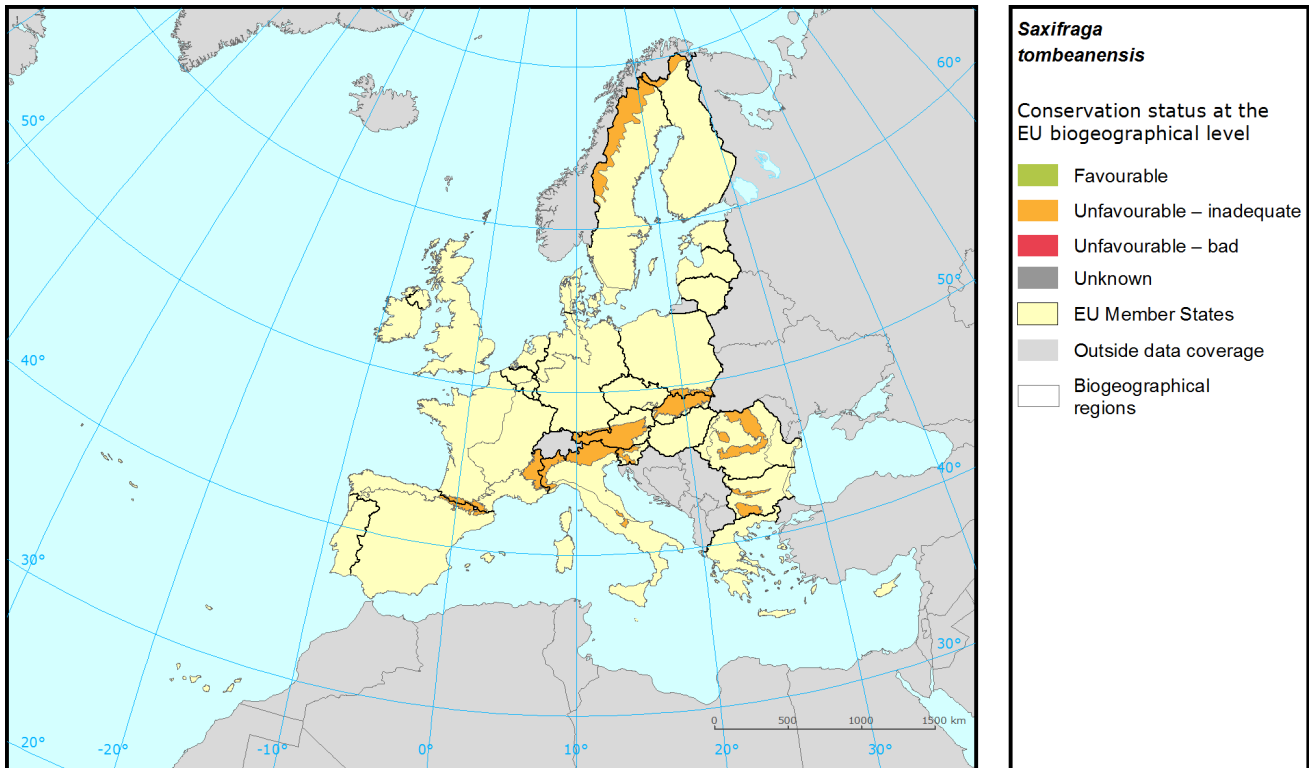 60°
50°
50°
40°
40°
30°
30°
20°
-20°
-10°
0°
10°
20°
30°
0
500
1000
1500 km
Saxifraga
tombeanensis
Conservation status at the
EU biogeographical level
Favourable
Unfavourable – inadequate
Unfavourable – bad
Unknown
EU Member States
Outside data coverage
Biogeographical
regions